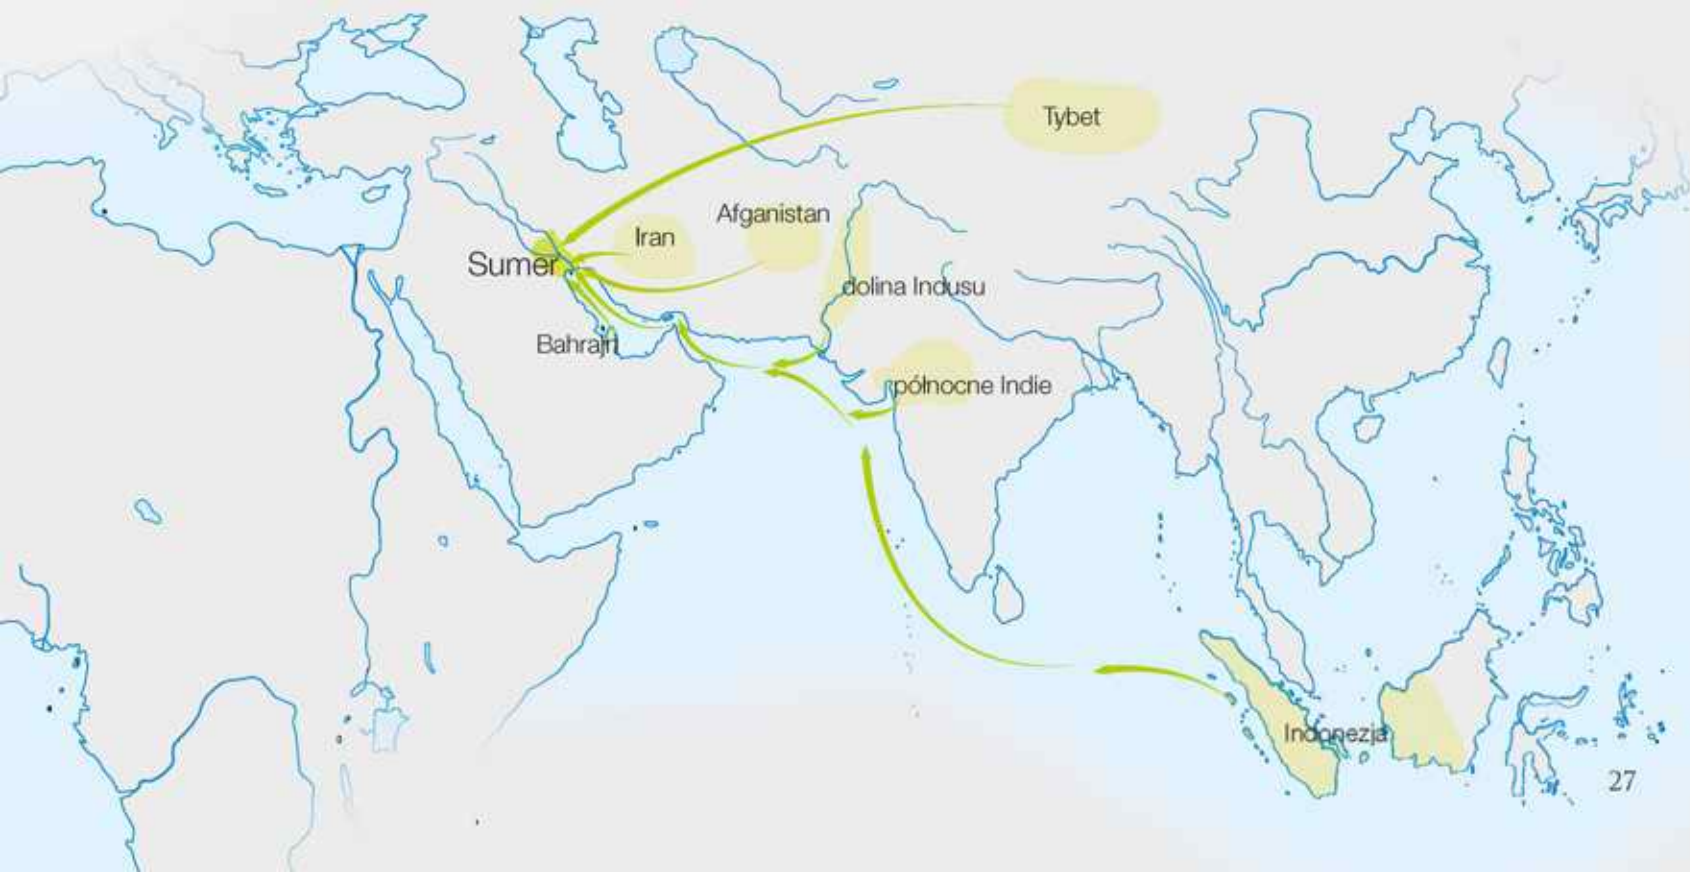 Tybet
Afganistan
Iran
Sumer
dolina Indusu
Bahrajn
północne Indie
Indonezja
27